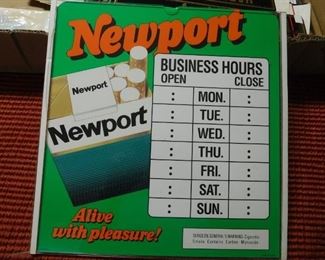 Newport
BUSINESS HOURS
OPEN CLOSE
Newport
Newport
: MON. :
: TUE. :
: WED. :
: THU. :
: FRI. :
: SAT. :
: SUN. :
Alive
with pleasure!
SURGEON GENERAL'S WARNING: Cigarette
Smoke Contains Carbon Monoxide.